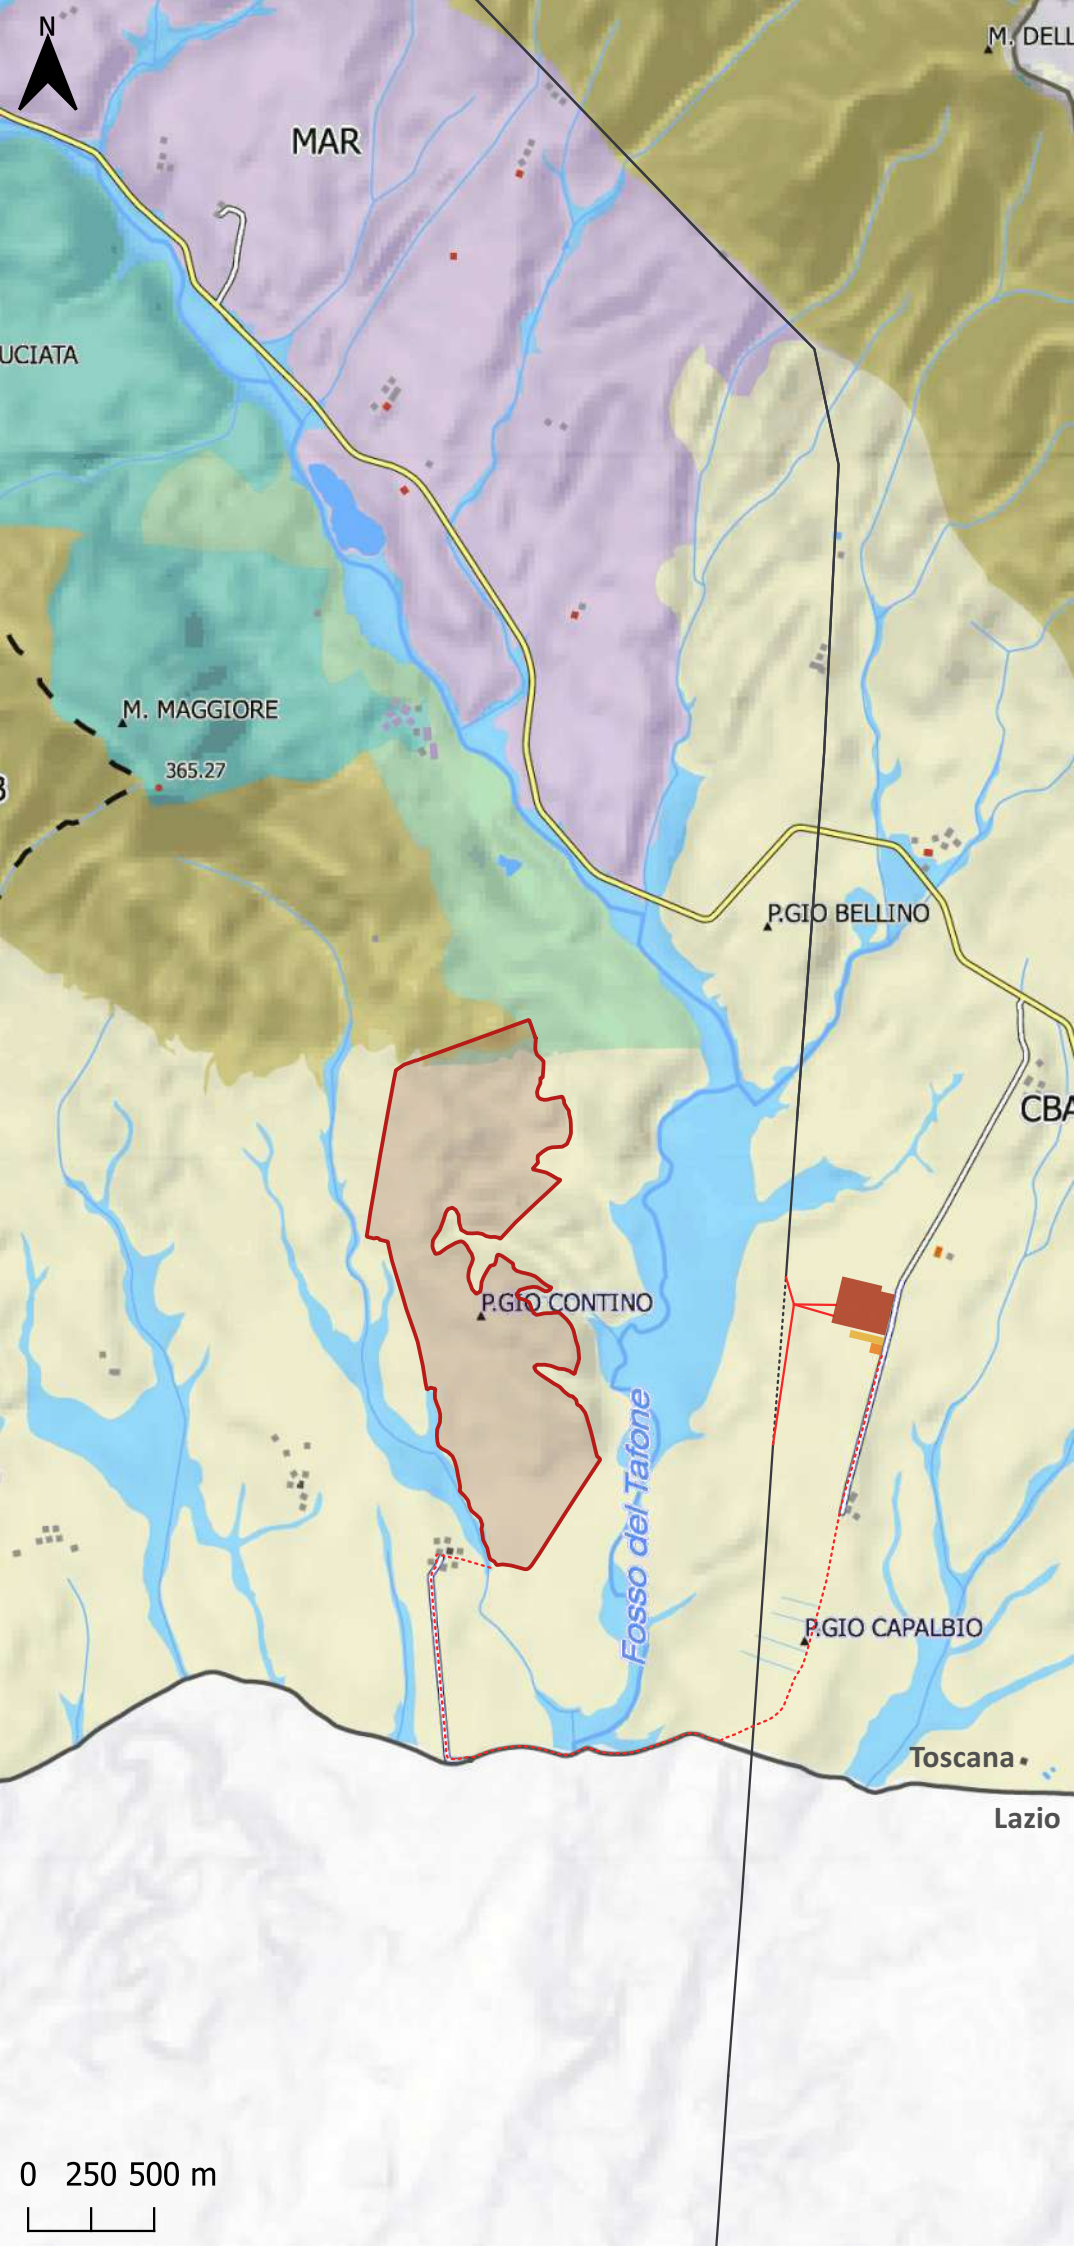 N
M. DELL
MAR
UCIATA
M. MAGGIORE
365.27
B
P.GIO BELLINO
CBA
P.GIO CONTINO
Fosso del Tafone
P.GIO CAPALBIO
Toscana
Lazio
0 250 500 m